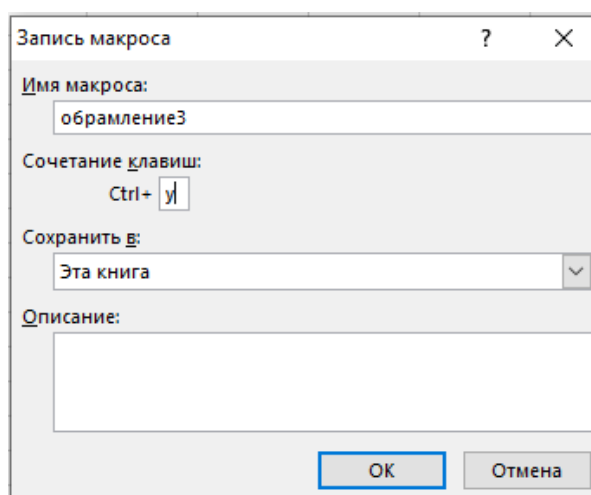 Запись макроса ? ×
Имя макроса:
обрамление3
Сочетание клавиш:
Ctrl+ y
Сохранить в:
Эта книга
Описание:
ОК Отмена